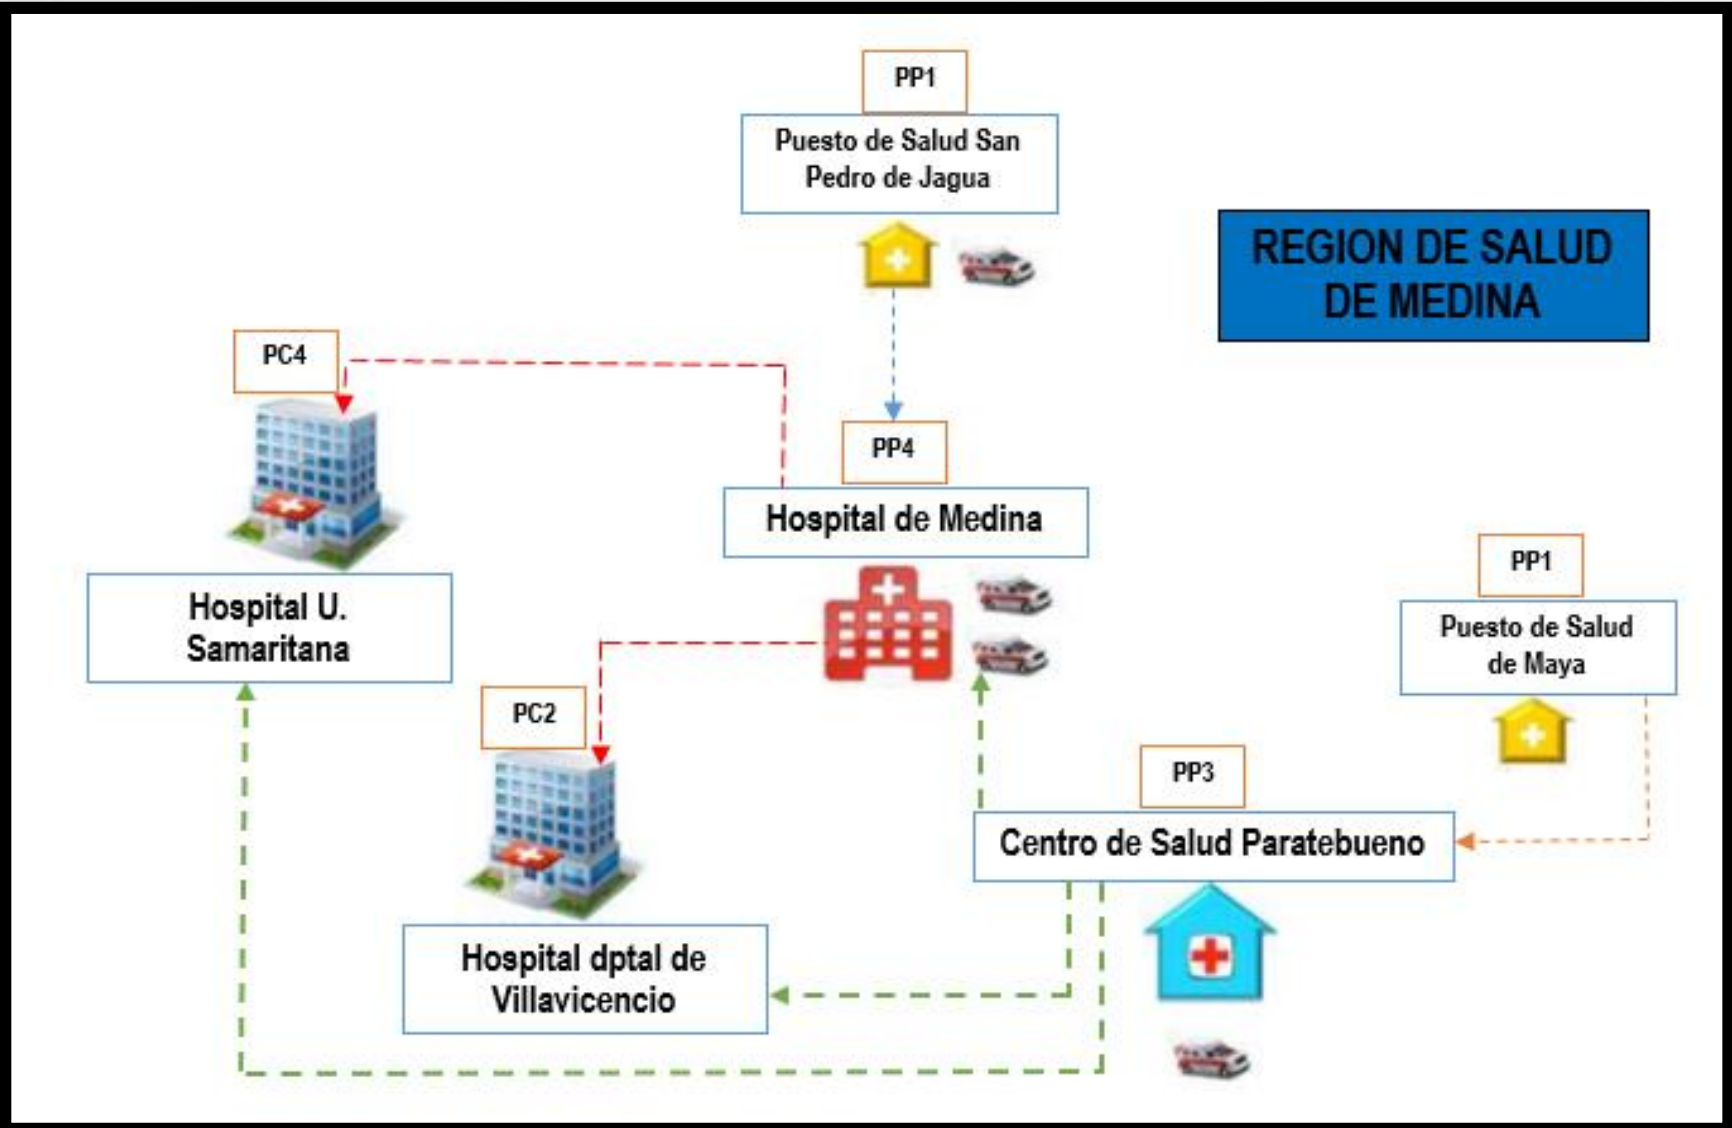 PP1
Puesto de Salud San
Pedro de Jagua
REGION DE SALUD
DE MEDINA
PC4
PP4
Hospital de Medina
Hospital U.
Samaritana
PP1
Puesto de Salud
de Maya
PC2
PP3
Centro de Salud Paratebueno
Hospital dptal de
Villavicencio